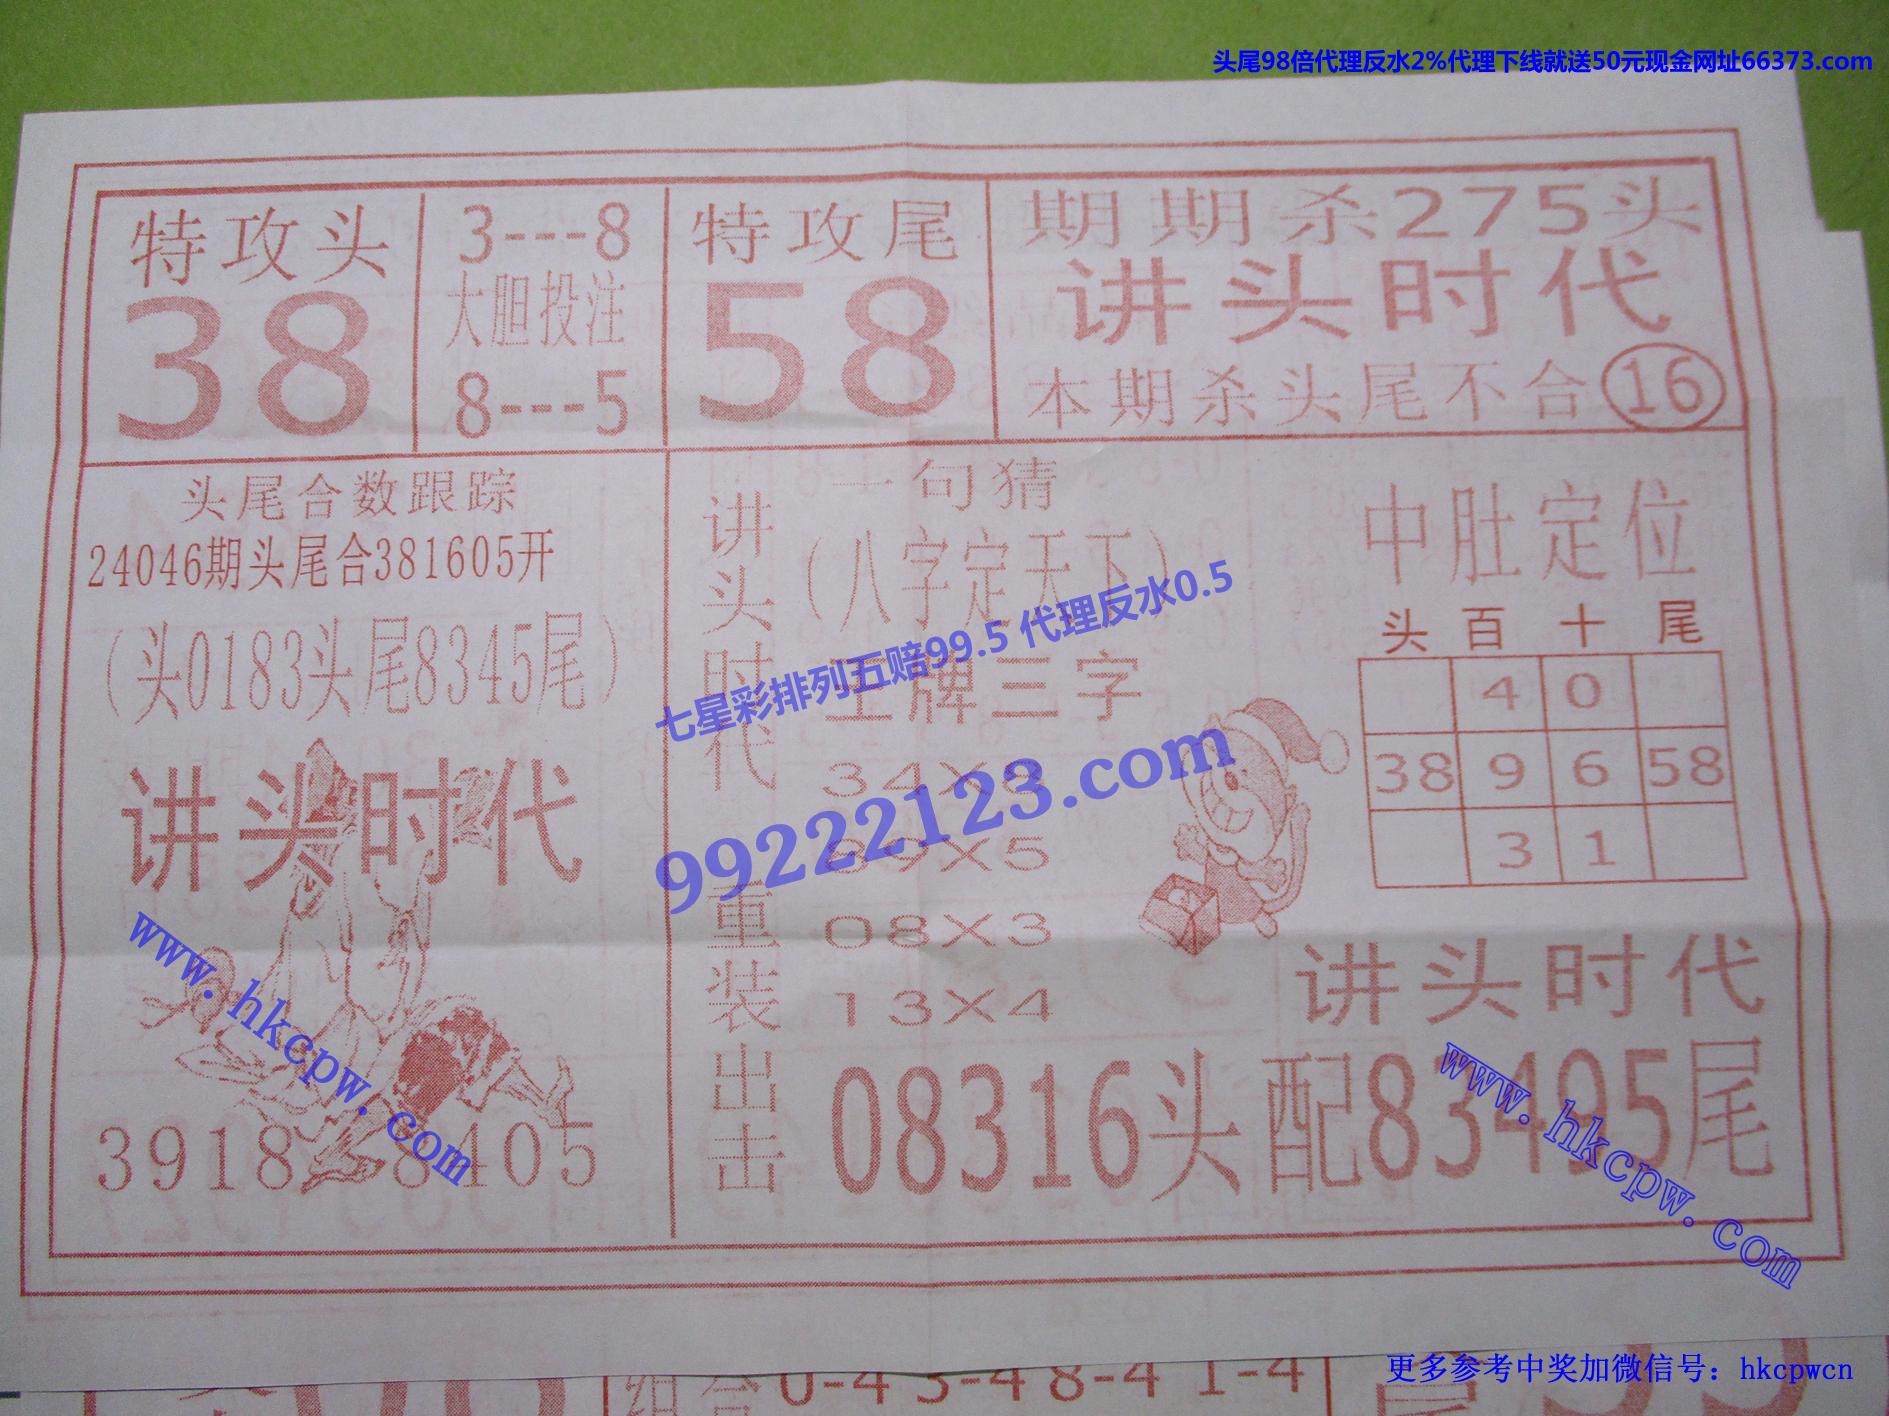 头尾98倍代理反水2%代理下线就送50元现金网址66373.com
特攻头
38
3---8
大胆投注
8---5
特攻尾
58
期期杀275头
讲头时代
本期杀头尾不合16
头尾合数跟踪
24046期头尾合381605开
(头0183头尾8345尾)
讲头时代
3918 8405
讲头时代
重装出击
一句猜
(八字定天下)
王牌三字
34X8
89X5
08X3
13X4
中肚定位
头 百 十 尾
4 0
38 9 6 58
3 1
讲头时代
08316头配83495尾
七星彩排列五赔99.5 代理反水0.5
99222123.com
www.hkcpw.com
www.hkcpw.com
组合 0-4 3-4 8-4 1-4
更多参考中奖加微信号：hkcpwcn